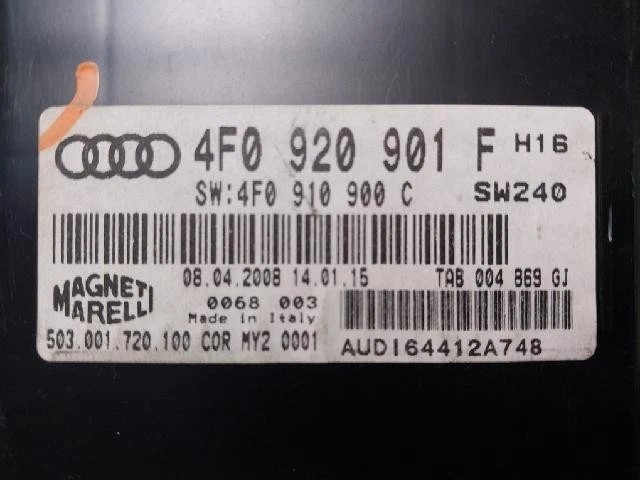 4F0 920 901 F H16
SW:4F0 910 900 C SW240
08.04.2008 14.01.15 TAB 004 869 GJ
MAGNETI
MARELLI
0068 003
Made in Italy
503.001.720.100 COR MY2 0001
AUDI64412A748